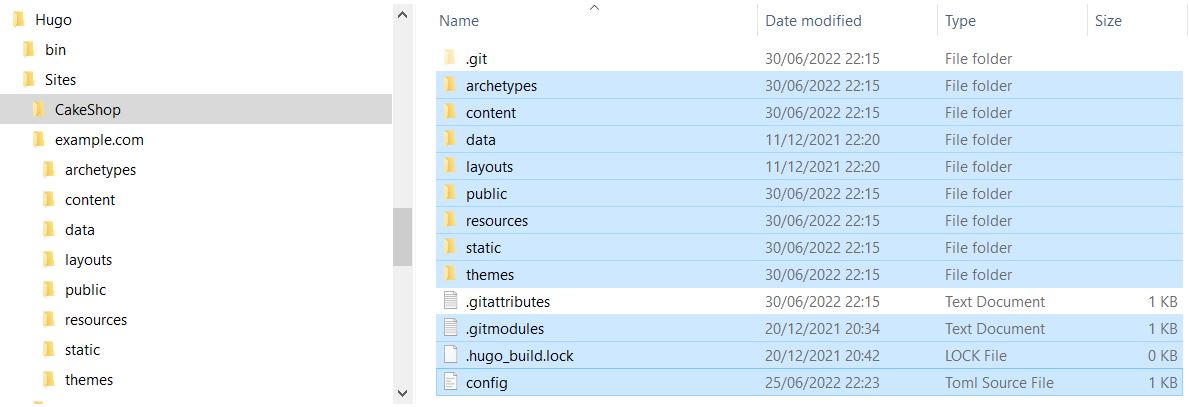 Hugo
bin
Sites
CakeShop
example.com
archetypes
content
data
layouts
public
resources
static
themes
Name Date modified Type Size
.git 30/06/2022 22:15 File folder
archetypes 30/06/2022 22:15 File folder
content 30/06/2022 22:15 File folder
data 11/12/2021 22:20 File folder
layouts 11/12/2021 22:20 File folder
public 30/06/2022 22:15 File folder
resources 30/06/2022 22:15 File folder
static 30/06/2022 22:15 File folder
themes 30/06/2022 22:15 File folder
.gitattributes 30/06/2022 22:15 Text Document 1 KB
.gitmodules 20/12/2021 20:34 Text Document 1 KB
.hugo_build.lock 20/12/2021 20:42 LOCK File 0 KB
config 25/06/2022 22:23 Toml Source File 1 KB